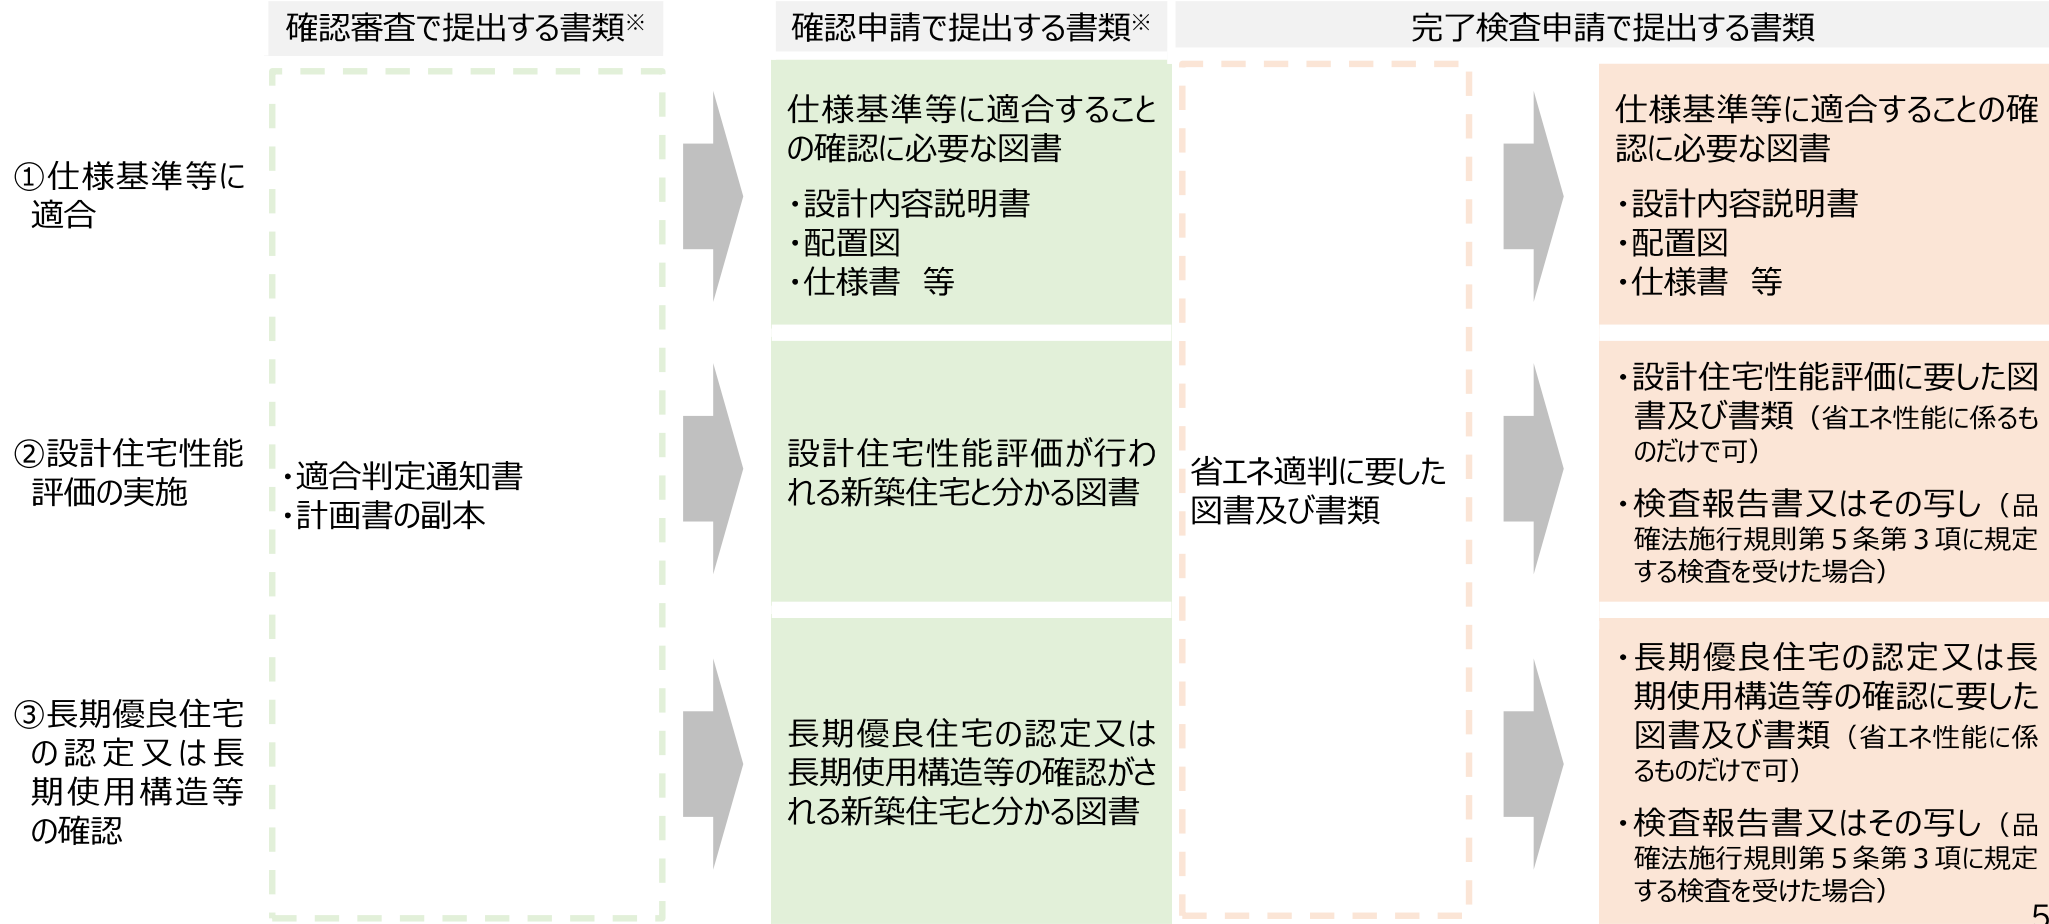 確認審査で提出する書類※
確認申請で提出する書類※
完了検査申請で提出する書類
①仕様基準等に
適合
仕様基準等に適合すること
の確認に必要な図書
・設計内容説明書
・配置図
・仕様書　等
仕様基準等に適合することの確
認に必要な図書
・設計内容説明書
・配置図
・仕様書　等
②設計住宅性能
評価の実施
・適合判定通知書
・計画書の副本
設計住宅性能評価が行わ
れる新築住宅と分かる図書
省エネ適判に要した
図書及び書類
・設計住宅性能評価に要した図
書及び書類（省エネ性能に係るも
のだけで可）
・検査報告書又はその写し（品
確法施行規則第５条第３項に規定
する検査を受けた場合）
③長期優良住宅
の認定又は長
期使用構造等
の確認
長期優良住宅の認定又は
長期使用構造等の確認がさ
れる新築住宅と分かる図書
・長期優良住宅の認定又は長
期使用構造等の確認に要した
図書及び書類（省エネ性能に係
るものだけで可）
・検査報告書又はその写し（品
確法施行規則第５条第３項に規定
する検査を受けた場合）
5